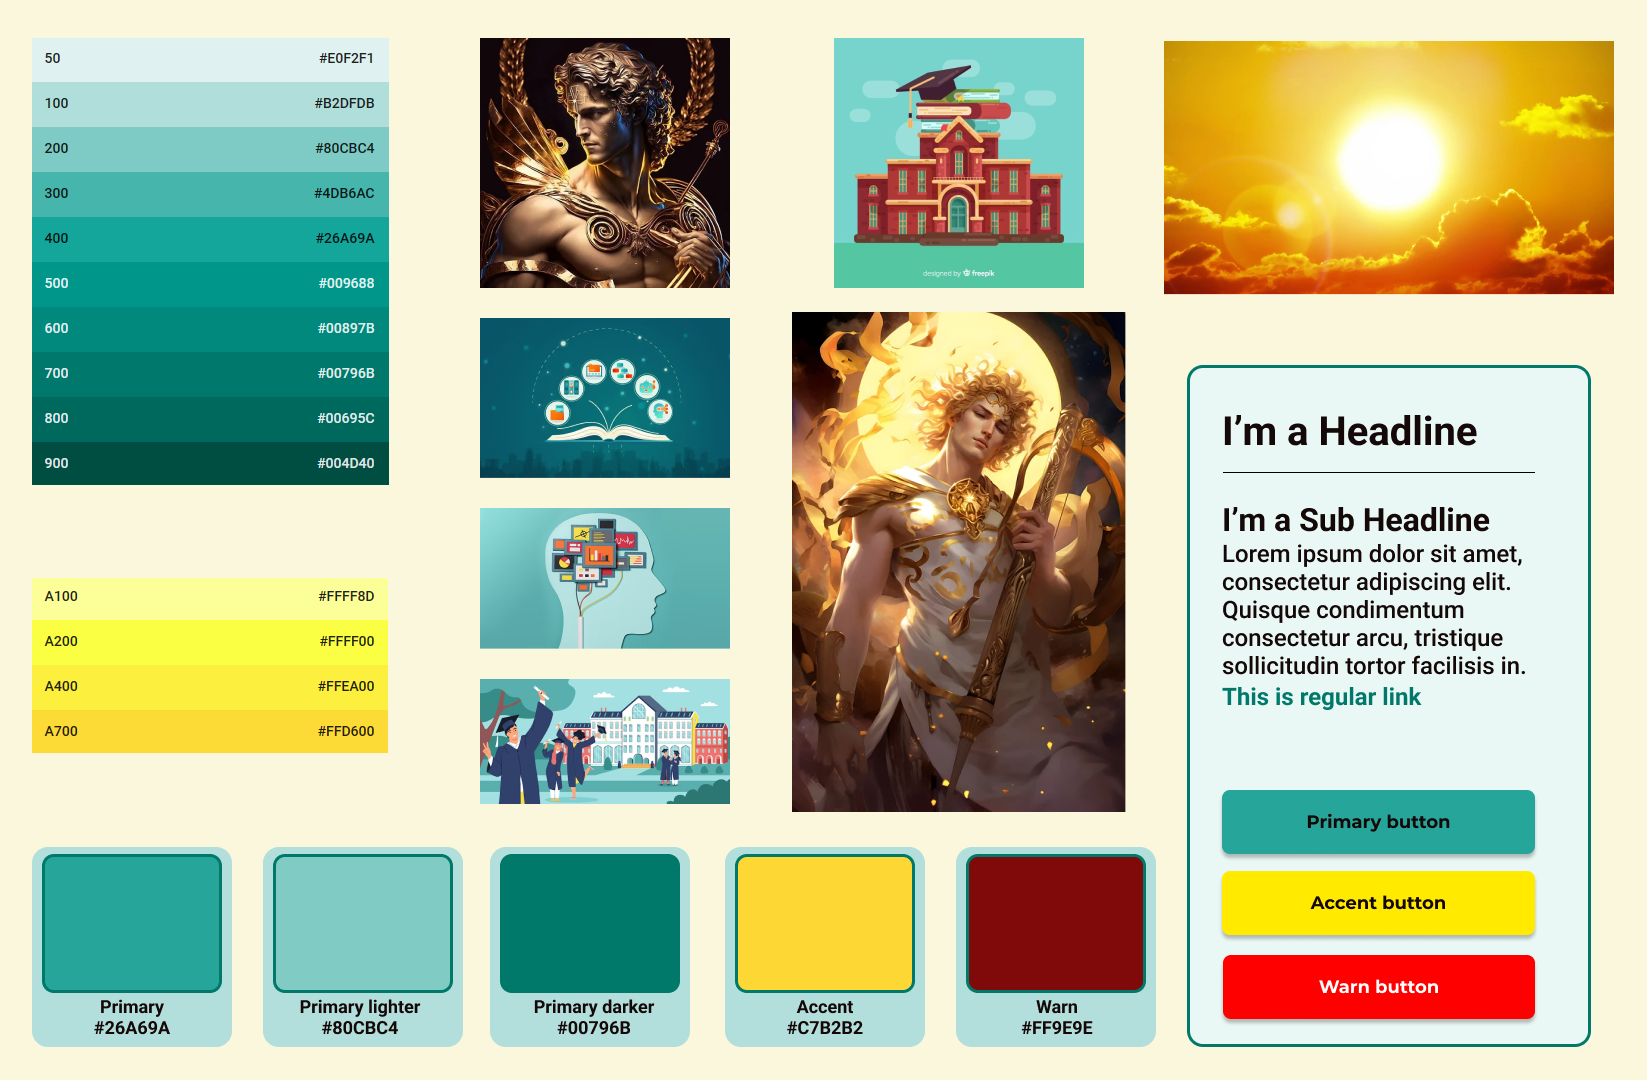 50 #E0F2F1
100 #B2DFDB
200 #80CBC4
300 #4DB6AC
400 #26A69A
500 #009688
600 #00897B
700 #00796B
800 #00695C
900 #004D40
A100 #FFFF8D
A200 #FFFF00
A400 #FFEA00
A700 #FFD600
designed by freepik
I'm a Headline
I'm a Sub Headline
Lorem ipsum dolor sit amet,
consectetur adipiscing elit.
Quisque condimentum
consectetur arcu, tristique
sollicitudin tortor facilisis in.
This is regular link
Primary button
Accent button
Warn button
Primary
#26A69A
Primary lighter
#80CBC4
Primary darker
#00796B
Accent
#C7B2B2
Warn
#FF9E9E